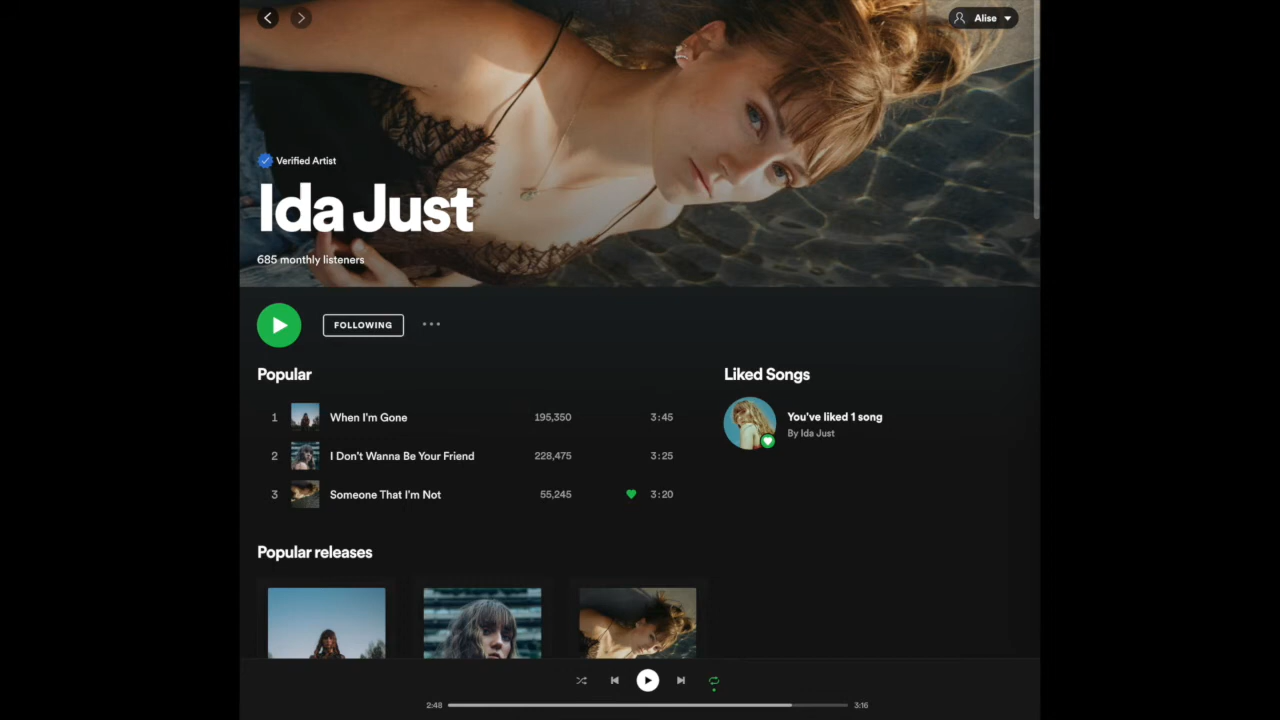 Alise
Verified Artist
Ida Just
685 monthly listeners
FOLLOWING
Popular
1 When I'm Gone 195,350 3:45
2 I Don't Wanna Be Your Friend 228,475 3:25
3 Someone That I'm Not 55,245 3:20
Liked Songs
You've liked 1 song
By Ida Just
Popular releases
2:48 3:16